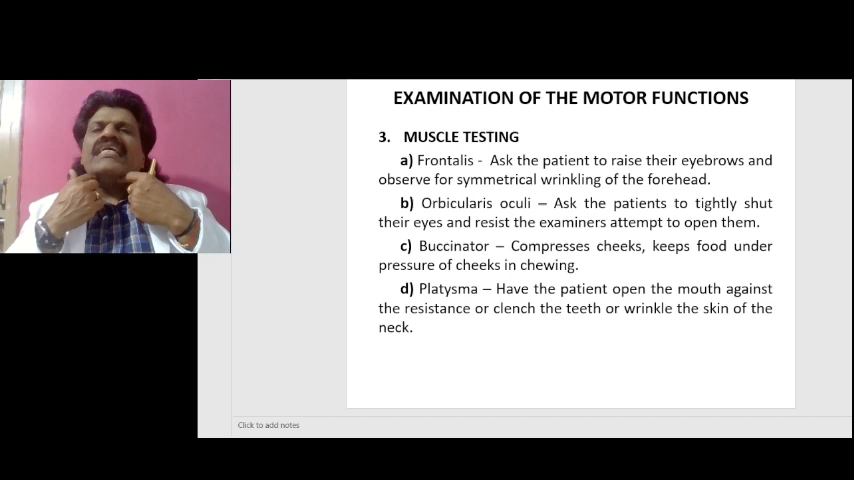 EXAMINATION OF THE MOTOR FUNCTIONS
3. MUSCLE TESTING
a) Frontalis - Ask the patient to raise their eyebrows and
observe for symmetrical wrinkling of the forehead.
b) Orbicularis oculi – Ask the patients to tightly shut
their eyes and resist the examiners attempt to open them.
c) Buccinator – Compresses cheeks, keeps food under
pressure of cheeks in chewing.
d) Platysma – Have the patient open the mouth against
the resistance or clench the teeth or wrinkle the skin of the
neck.
Click to add notes